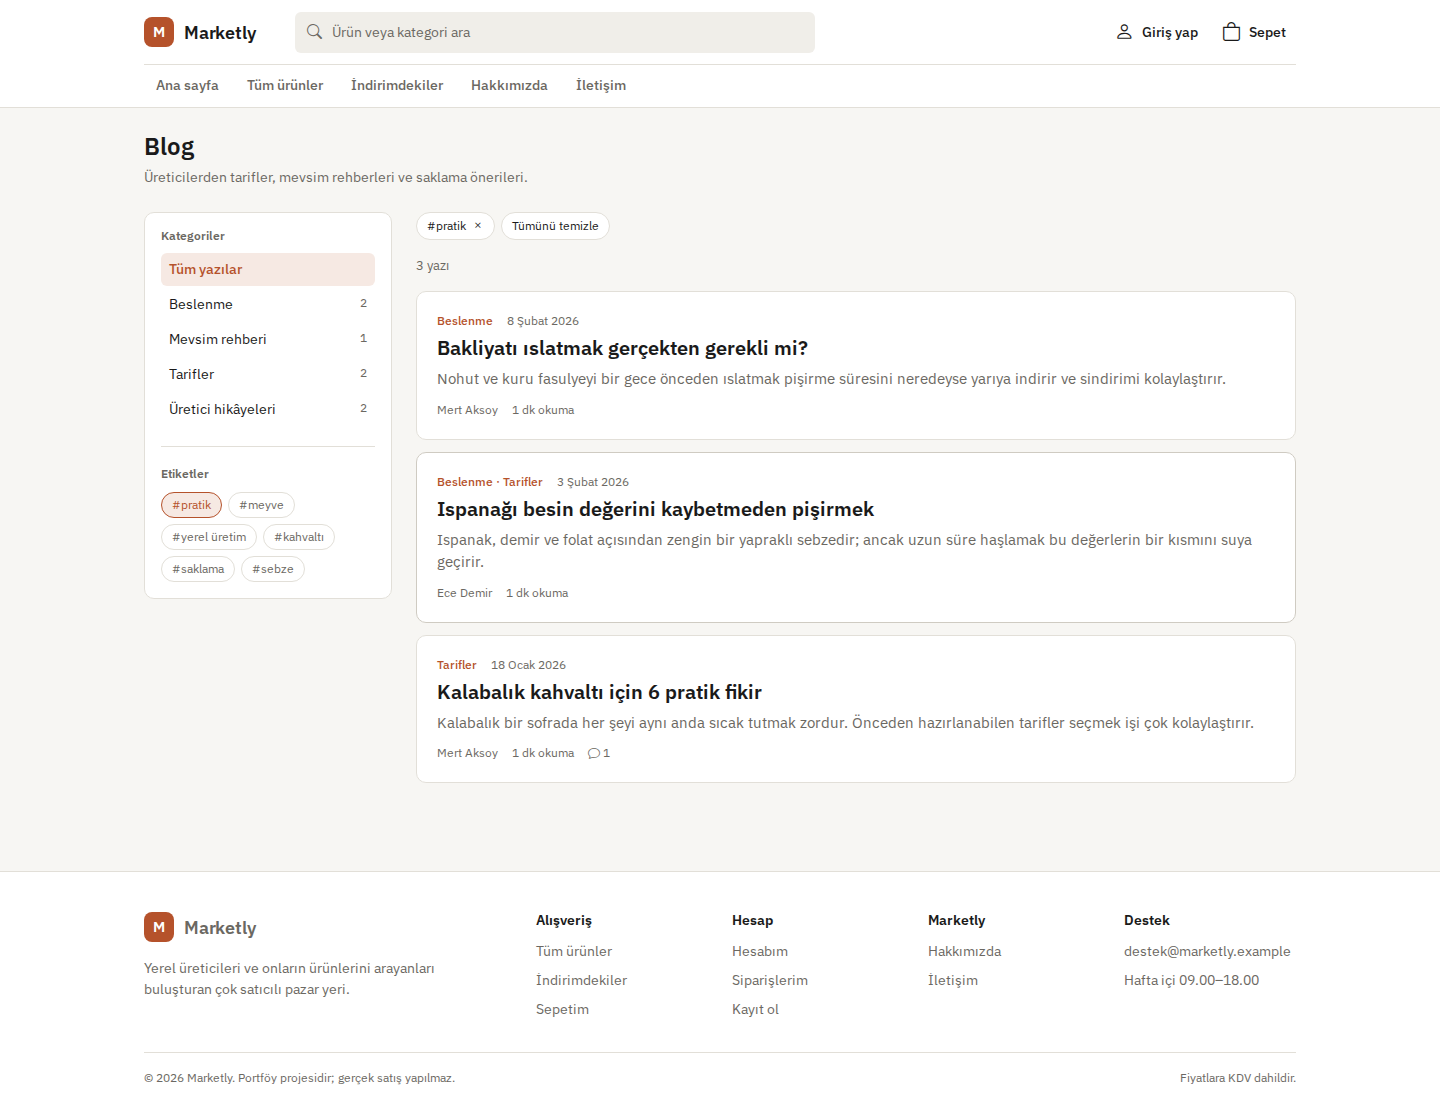 M Marketly
Ürün veya kategori ara
Giriş yap
Sepet
Ana sayfa
Tüm ürünler
İndirimdekiler
Hakkımızda
İletişim
Blog
Üreticilerden tarifler, mevsim rehberleri ve saklama önerileri.
Kategoriler
Tüm yazılar
Beslenme 2
Mevsim rehberi 1
Tarifler 2
Üretici hikâyeleri 2
Etiketler
#pratik #meyve
#yerel üretim #kahvaltı
#saklama #sebze
#pratik × Tümünü temizle
3 yazı
Beslenme 8 Şubat 2026
Bakliyatı ıslatmak gerçekten gerekli mi?
Nohut ve kuru fasulyeyi bir gece önceden ıslatmak pişirme süresini neredeyse yarıya indirir ve sindirimi kolaylaştırır.
Mert Aksoy 1 dk okuma
Beslenme · Tarifler 3 Şubat 2026
Ispanağı besin değerini kaybetmeden pişirmek
Ispanak, demir ve folat açısından zengin bir yapraklı sebzedir; ancak uzun süre haşlamak bu değerlerin bir kısmını suya
geçirir.
Ece Demir 1 dk okuma
Tarifler 18 Ocak 2026
Kalabalık kahvaltı için 6 pratik fikir
Kalabalık bir sofrada her şeyi aynı anda sıcak tutmak zordur. Önceden hazırlanabilen tarifler seçmek işi çok kolaylaştırır.
Mert Aksoy 1 dk okuma 1
M Marketly
Yerel üreticileri ve onların ürünlerini arayanları
buluşturan çok satıcılı pazar yeri.
Alışveriş
Tüm ürünler
İndirimdekiler
Sepetim
Hesap
Hesabım
Siparişlerim
Kayıt ol
Marketly
Hakkımızda
İletişim
Destek
destek@marketly.example
Hafta içi 09.00–18.00
© 2026 Marketly. Portföy projesidir; gerçek satış yapılmaz.
Fiyatlara KDV dahildir.